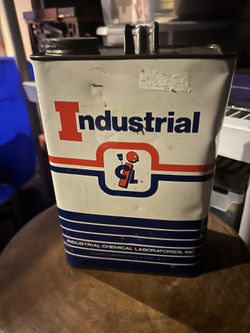 Industrial
ICL
INDUSTRIAL CHEMICAL LABORATORIES, INC.